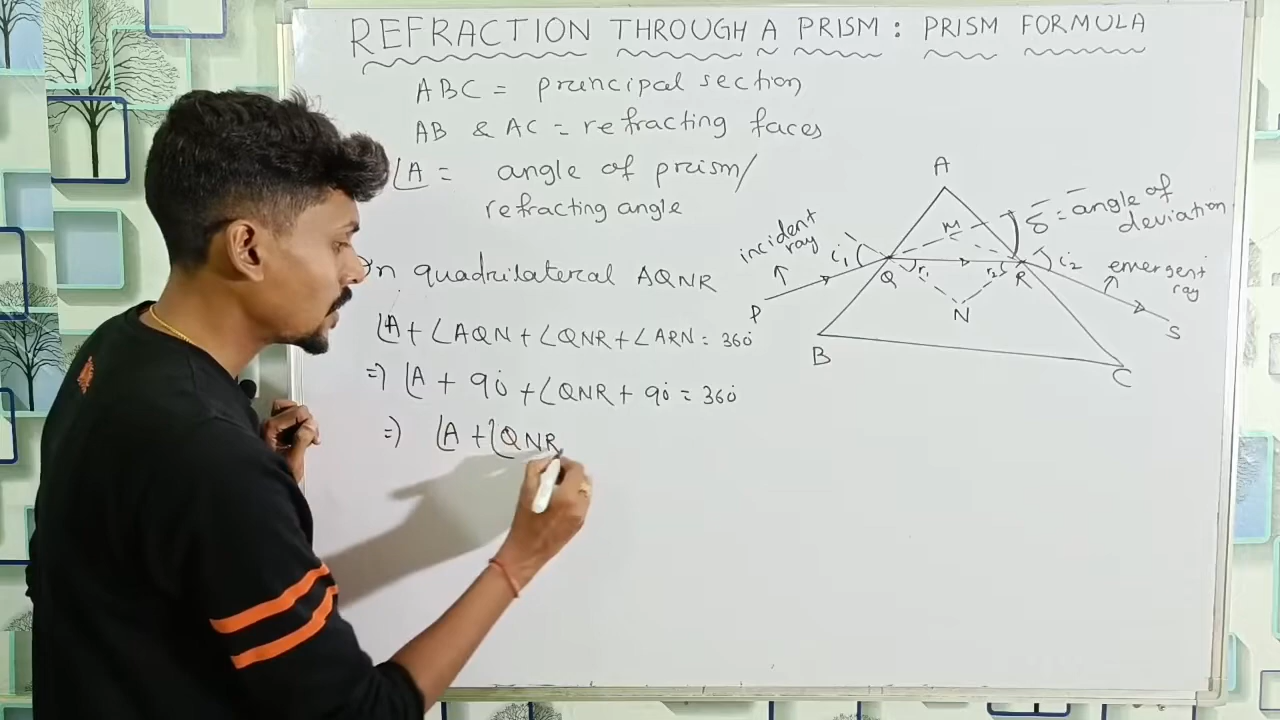 REFRACTION THROUGH A PRISM : PRISM FORMULA
ABC = principal section
AB & AC = refracting faces
∠A = angle of prism/
refracting angle
In quadrilateral AQNR
∠A + ∠AQN + ∠QNR + ∠ARN = 360°
=> ∠A + 90° + ∠QNR + 90° = 360°
=> ∠A + ∠QNR
A
M
δ = angle of
deviation
incident
ray
i₁
Q
r₁
r₂
R
i₂
emergent
ray
P
N
S
B
C